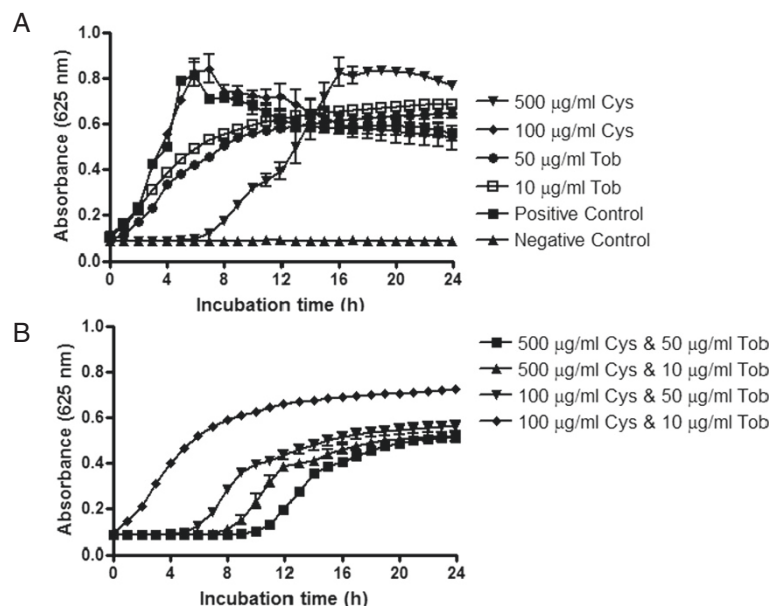 A
Absorbance (625 nm)
1.0
0.8
0.6
0.4
0.2
0.0
0 4 8 12 16 20 24
Incubation time (h)
500 μg/ml Cys
100 μg/ml Cys
50 μg/ml Tob
10 μg/ml Tob
Positive Control
Negative Control
B
Absorbance (625 nm)
1.0
0.8
0.6
0.4
0.2
0.0
0 4 8 12 16 20 24
Incubation time (h)
500 μg/ml Cys & 50 μg/ml Tob
500 μg/ml Cys & 10 μg/ml Tob
100 μg/ml Cys & 50 μg/ml Tob
100 μg/ml Cys & 10 μg/ml Tob